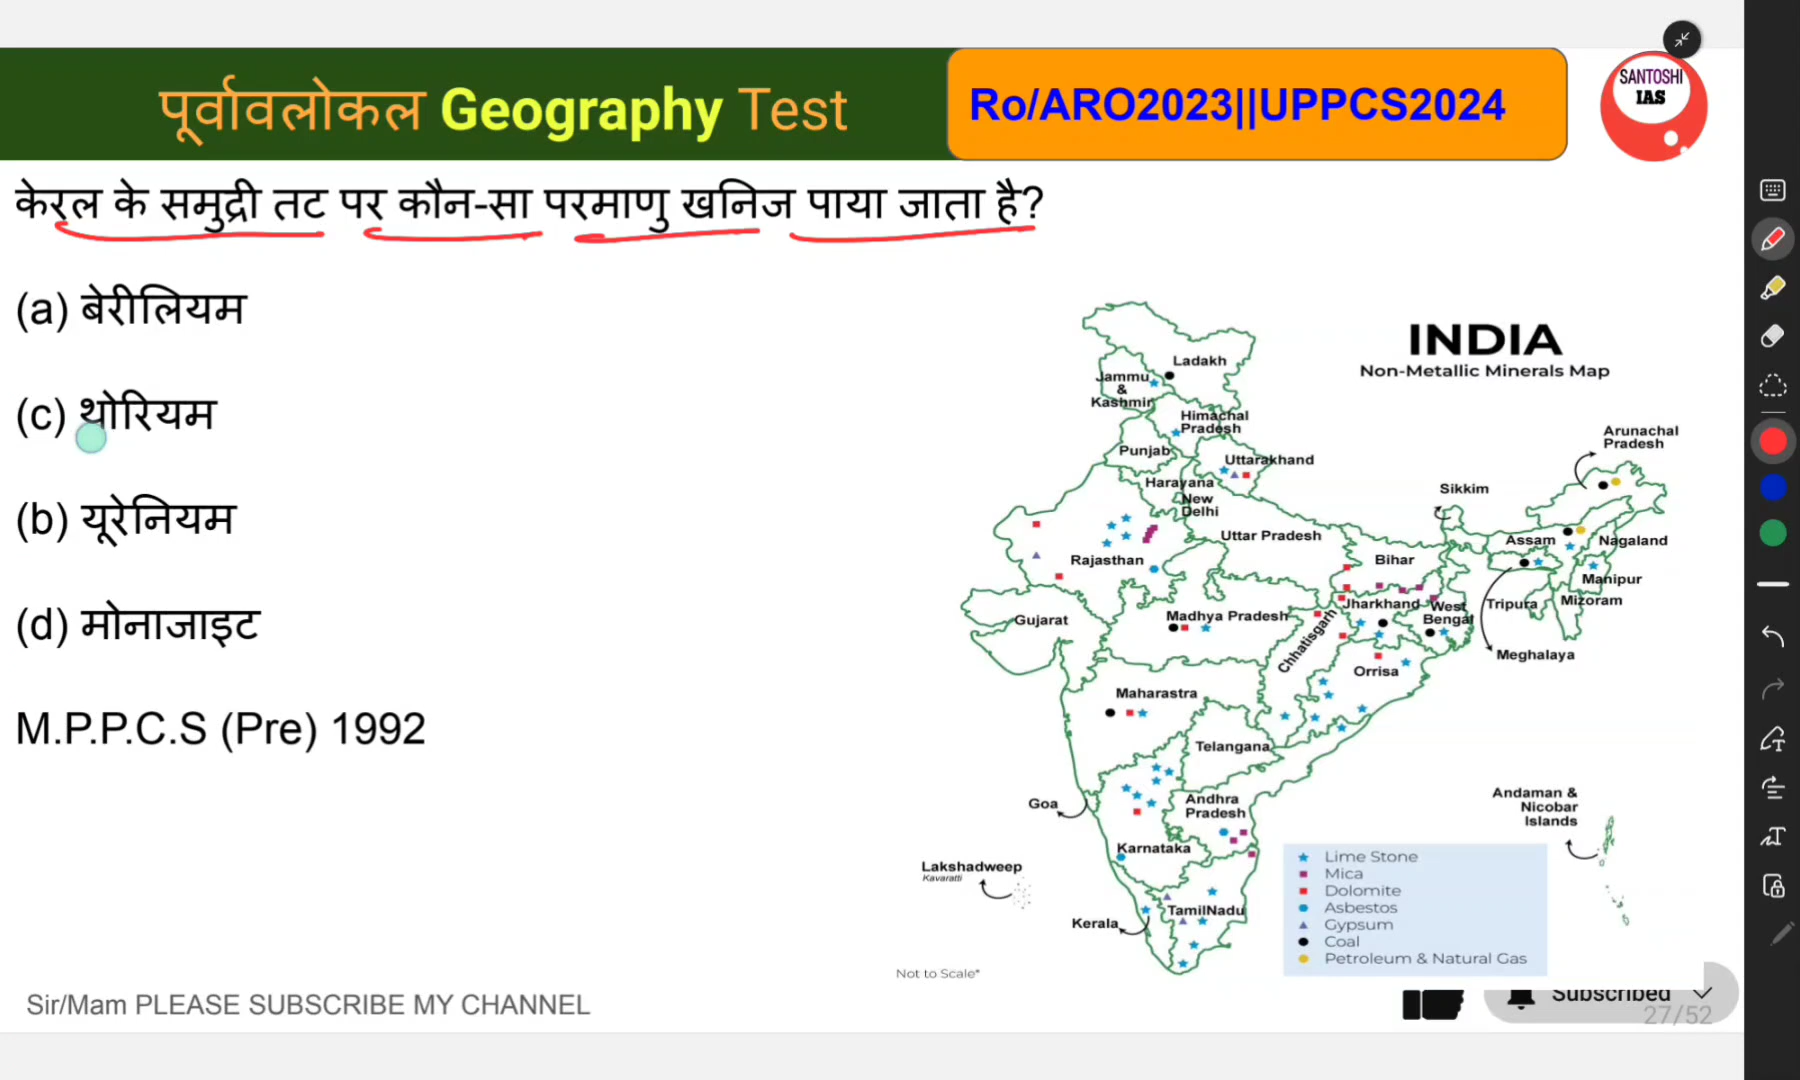 पूर्वावलोकल Geography Test
Ro/ARO2023||UPPCS2024
SANTOSHI
IAS
केरल के समुद्री तट पर कौन-सा परमाणु खनिज पाया जाता है?
(a) बेरीलियम
(c) थोरियम
(b) यूरेनियम
(d) मोनाजाइट
M.P.P.C.S (Pre) 1992
INDIA
Non-Metallic Minerals Map
Ladakh
Jammu
&
Kashmir
Himachal
Pradesh
Punjab
Uttarakhand
Harayana
New
Delhi
Arunachal
Pradesh
Sikkim
Uttar Pradesh
Assam
Nagaland
Rajasthan
Bihar
Manipur
Gujarat
Madhya Pradesh
Jharkhand
West
Bengal
Tripura
Mizoram
Chhatisgarh
Meghalaya
Orrisa
Maharastra
Telangana
Goa
Andhra
Pradesh
Andaman &
Nicobar
Islands
Karnataka
Lakshadweep
Kavaratti
Kerala
TamilNadu
Lime Stone
Mica
Dolomite
Asbestos
Gypsum
Coal
Petroleum & Natural Gas
Not to Scale*
Sir/Mam PLEASE SUBSCRIBE MY CHANNEL
Subscribed
27/52